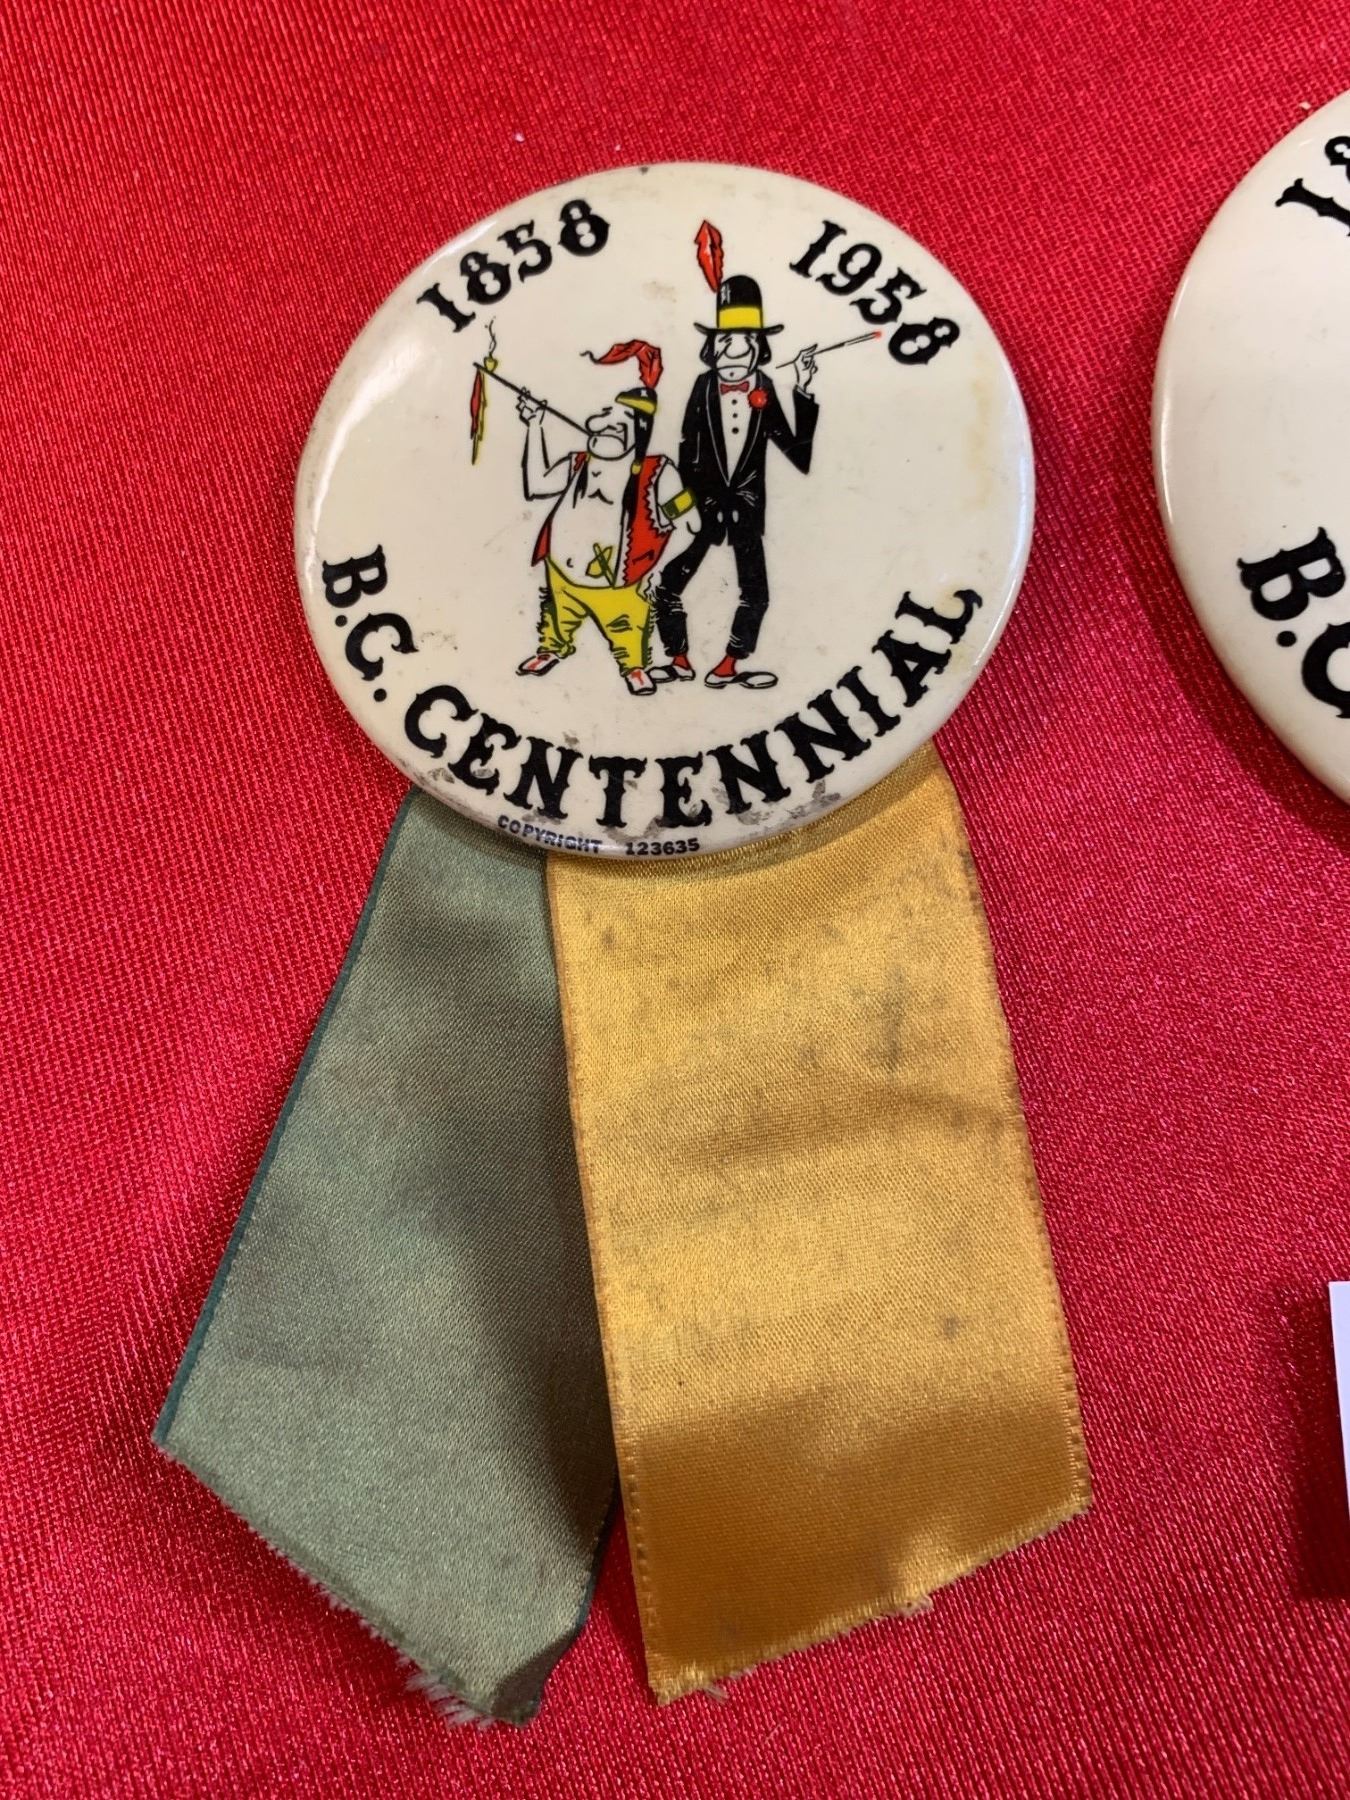 1858 1958
B.C. CENTENNIAL
COPYRIGHT 123635
B.C